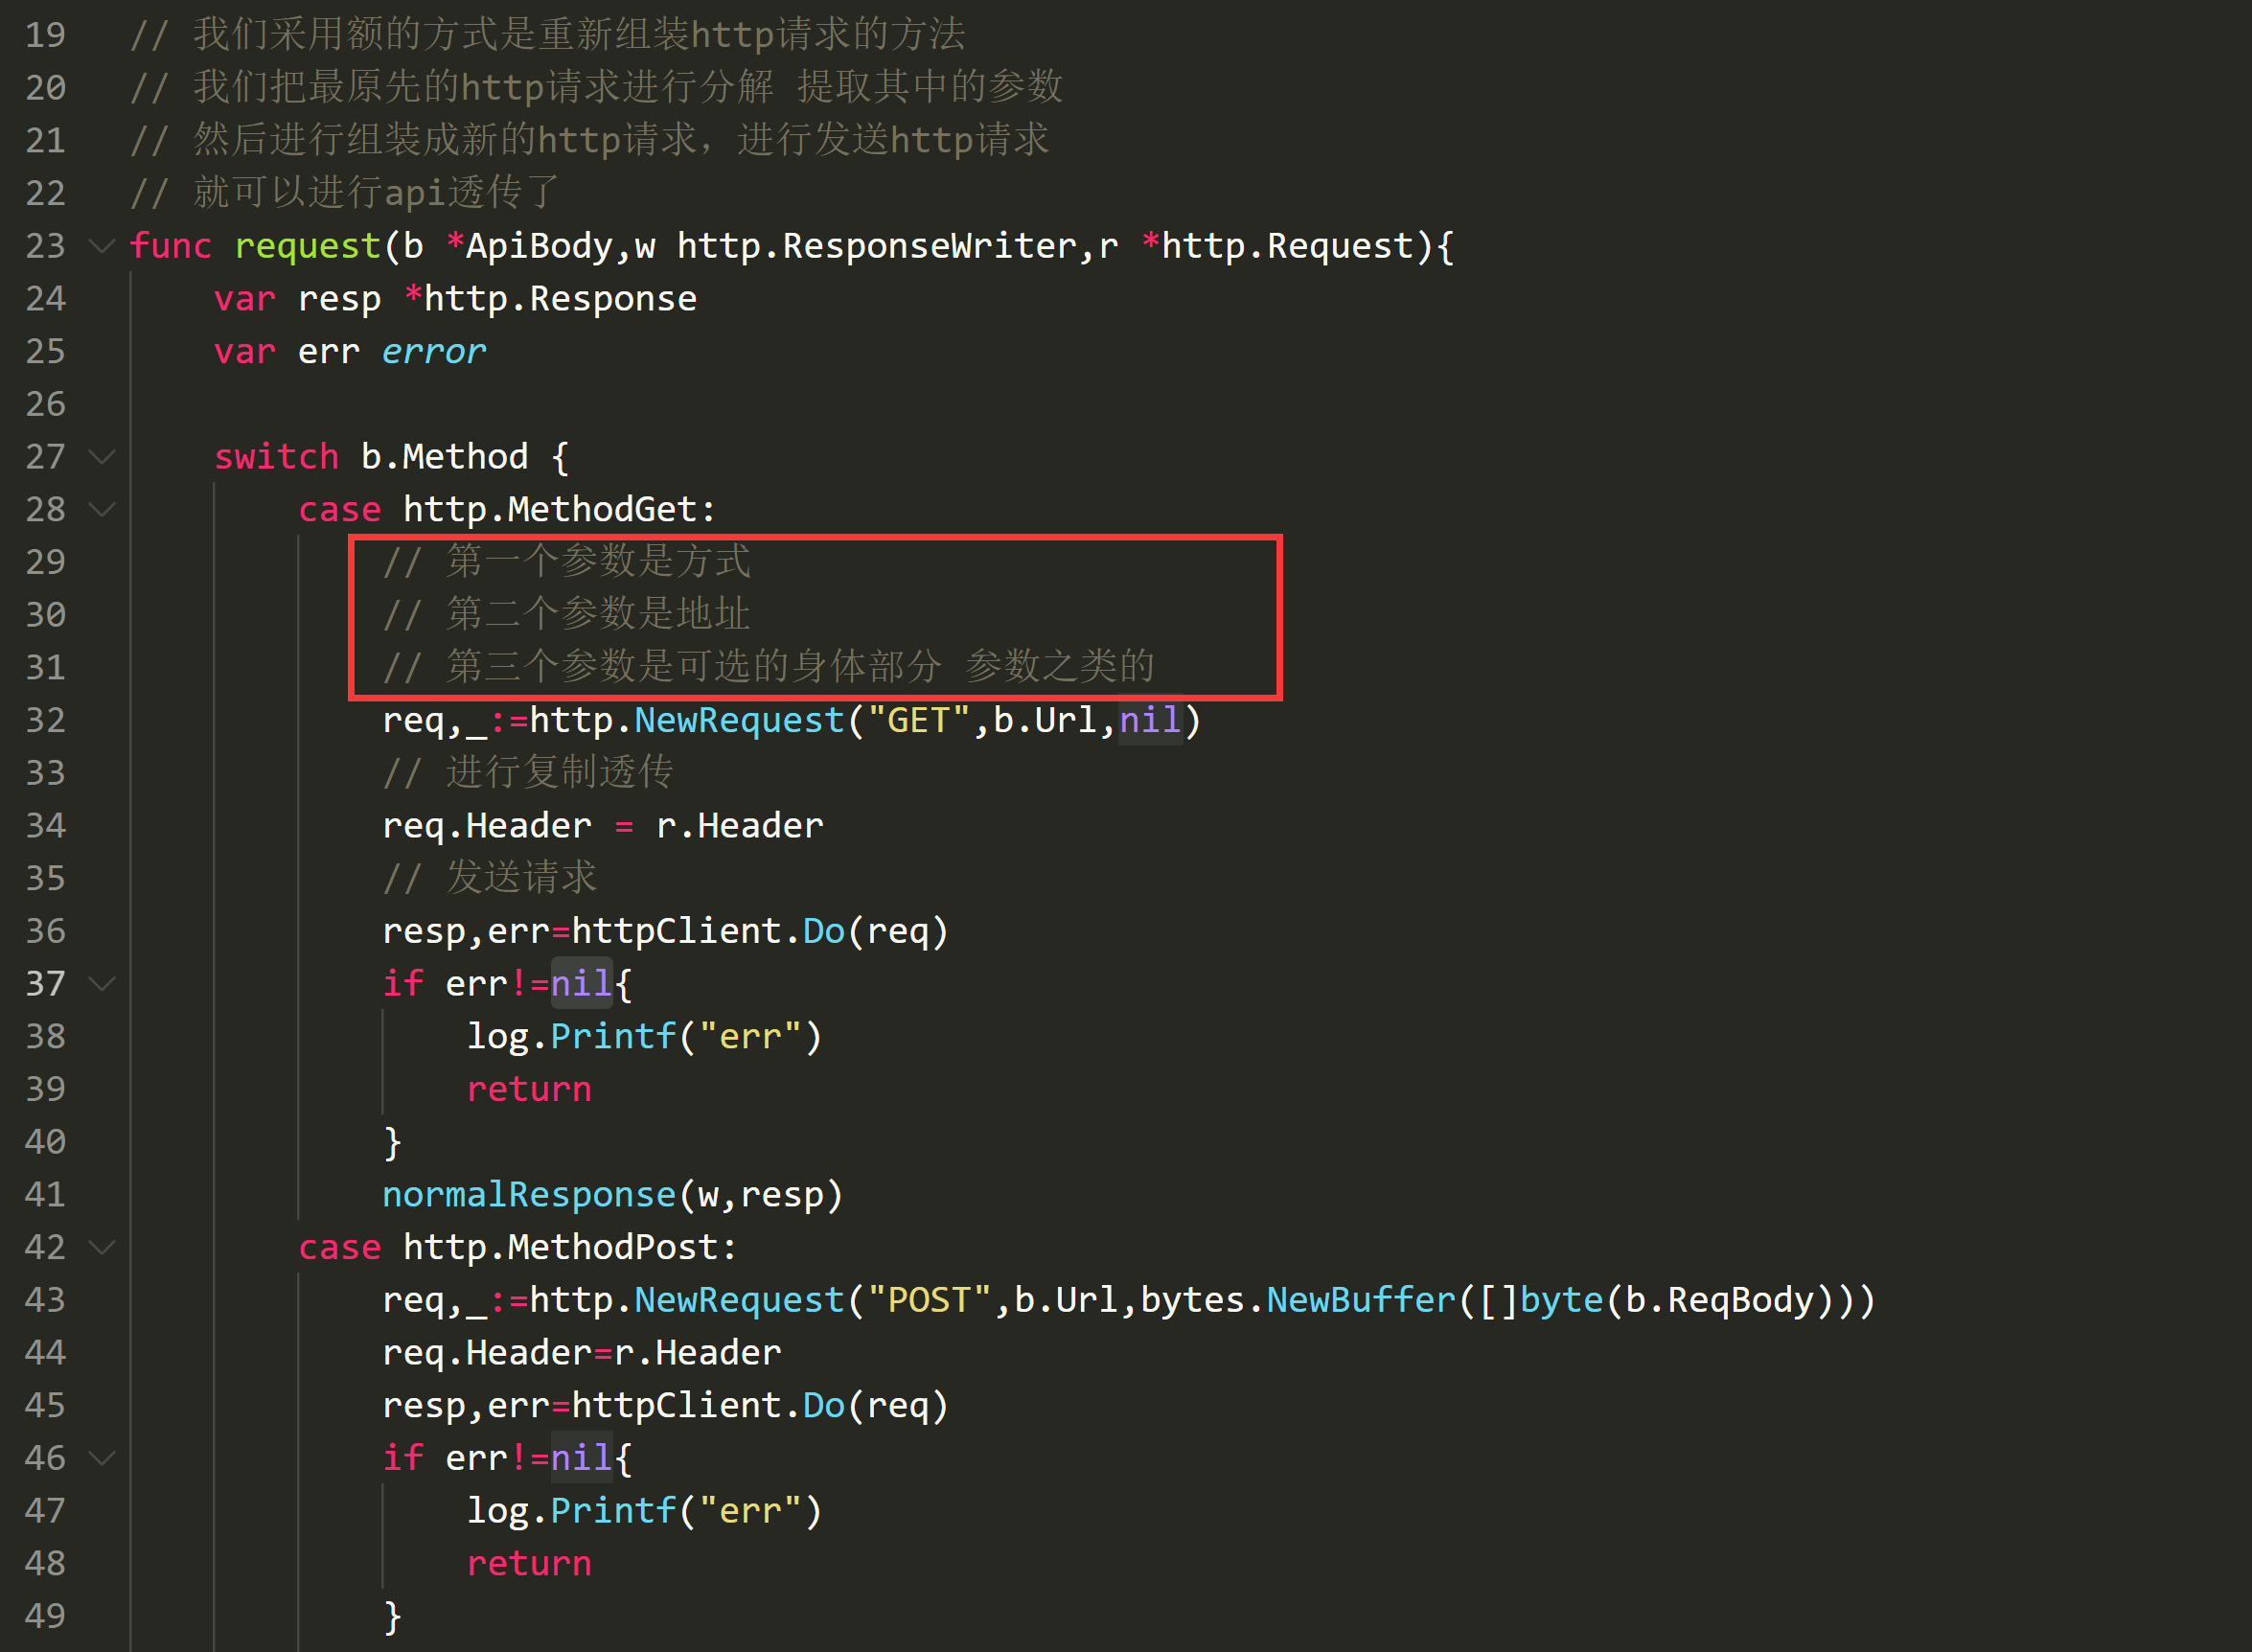 19 // 我们采用额的方式是重新组装http请求的方法
20 // 我们把最原先的http请求进行分解 提取其中的参数
21 // 然后进行组装成新的http请求，进行发送http请求
22 // 就可以进行api透传了
23 func request(b *ApiBody,w http.ResponseWriter,r *http.Request){
24 var resp *http.Response
25 var err error
26
27 switch b.Method {
28 case http.MethodGet:
29 // 第一个参数是方式
30 // 第二个参数是地址
31 // 第三个参数是可选的身体部分 参数之类的
32 req,_:=http.NewRequest("GET",b.Url,nil)
33 // 进行复制透传
34 req.Header = r.Header
35 // 发送请求
36 resp,err=httpClient.Do(req)
37 if err!=nil{
38 log.Printf("err")
39 return
40 }
41 normalResponse(w,resp)
42 case http.MethodPost:
43 req,_:=http.NewRequest("POST",b.Url,bytes.NewBuffer([]byte(b.ReqBody)))
44 req.Header=r.Header
45 resp,err=httpClient.Do(req)
46 if err!=nil{
47 log.Printf("err")
48 return
49 }